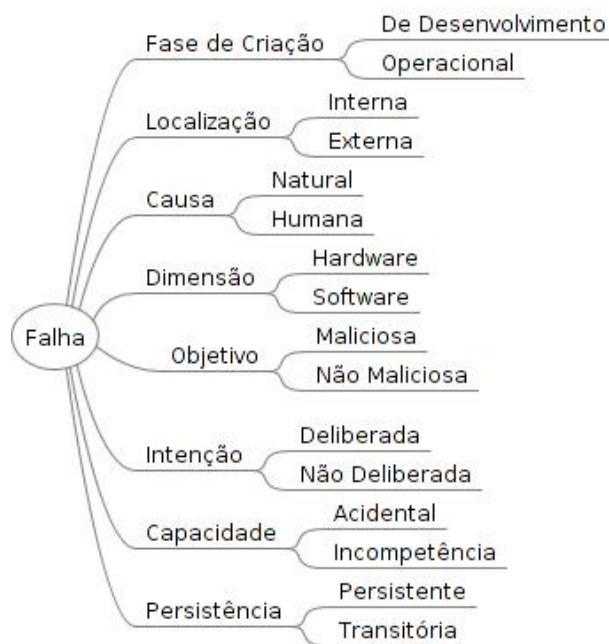 Fase de Criação
De Desenvolvimento
Operacional
Localização
Interna
Externa
Causa
Natural
Humana
Dimensão
Hardware
Software
Falha
Objetivo
Maliciosa
Não Maliciosa
Intenção
Deliberada
Não Deliberada
Capacidade
Acidental
Incompetência
Persistência
Persistente
Transitória